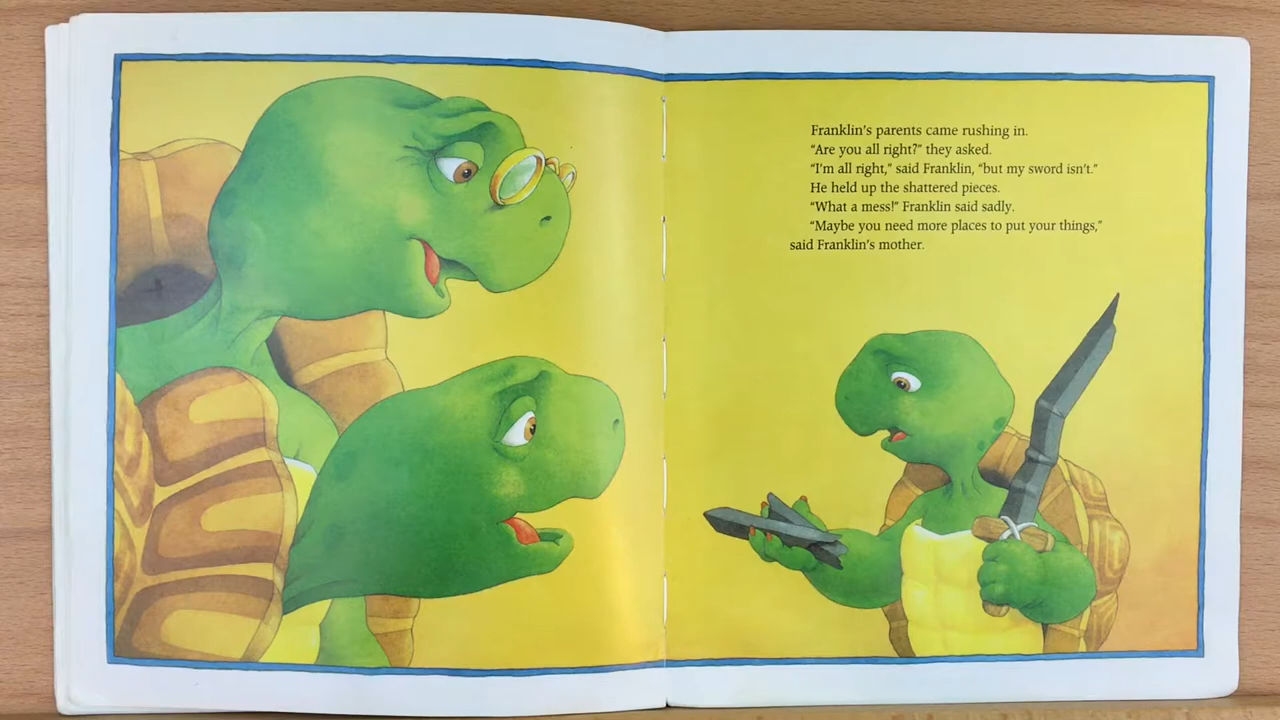 Franklin's parents came rushing in.
"Are you all right?" they asked.
"I'm all right," said Franklin, "but my sword isn't."
He held up the shattered pieces.
"What a mess!" Franklin said sadly.
"Maybe you need more places to put your things,"
said Franklin's mother.